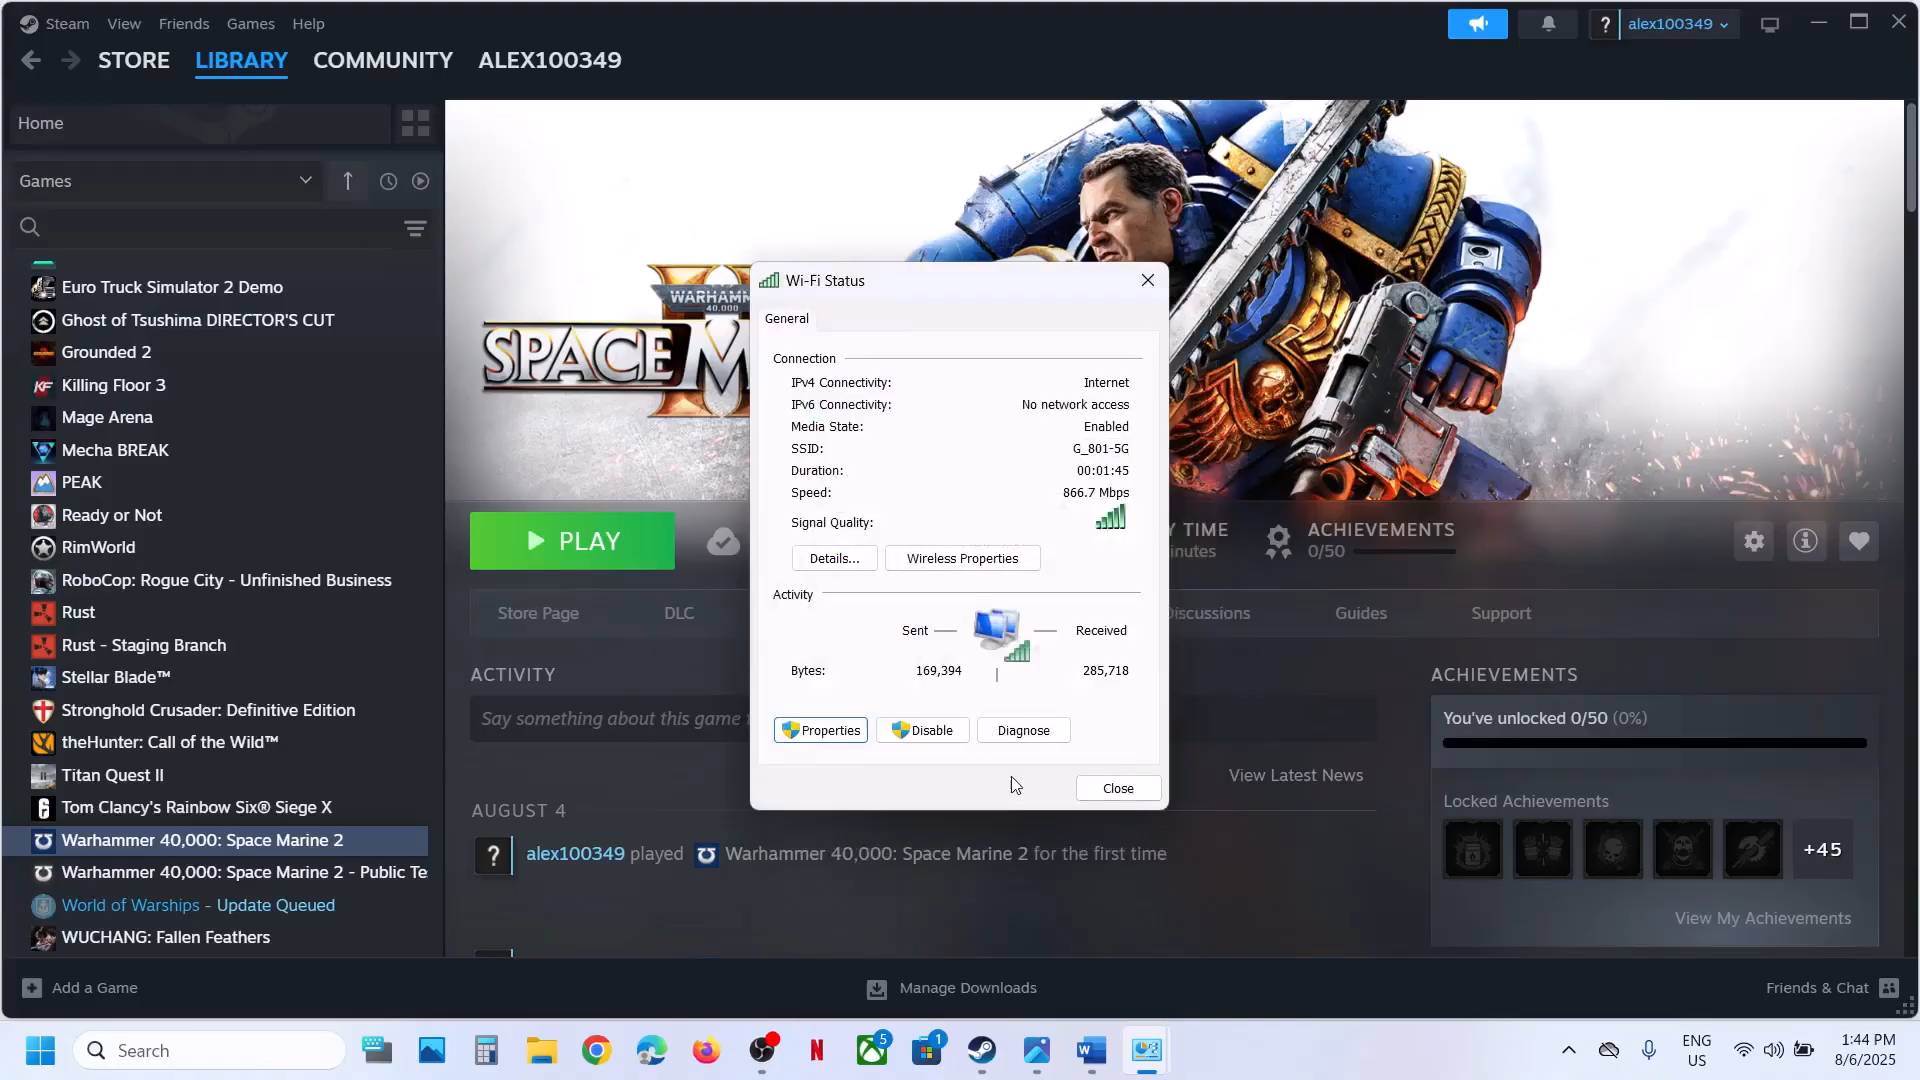 Steam View Friends Games Help
? alex100349
STORE LIBRARY COMMUNITY ALEX100349
Home
Games
Euro Truck Simulator 2 Demo
Ghost of Tsushima DIRECTOR'S CUT
Grounded 2
Killing Floor 3
Mage Arena
Mecha BREAK
PEAK
Ready or Not
RimWorld
RoboCop: Rogue City - Unfinished Business
Rust
Rust - Staging Branch
Stellar Blade™
Stronghold Crusader: Definitive Edition
theHunter: Call of the Wild™
Titan Quest II
Tom Clancy's Rainbow Six® Siege X
Warhammer 40,000: Space Marine 2
Warhammer 40,000: Space Marine 2 - Public Te
World of Warships - Update Queued
WUCHANG: Fallen Feathers
WARHAMM
40.000
SPACE M
Wi-Fi Status
General
Connection
IPv4 Connectivity: Internet
IPv6 Connectivity: No network access
Media State: Enabled
SSID: G_801-5G
Duration: 00:01:45
Speed: 866.7 Mbps
Signal Quality:
Details... Wireless Properties
Activity
Sent Received
Bytes: 169,394 285,718
Properties Disable Diagnose
Close
PLAY
Y TIME
inutes
ACHIEVEMENTS
0/50
Store Page DLC Discussions Guides Support
ACTIVITY
Say something about this game
View Latest News
AUGUST 4
? alex100349 played Warhammer 40,000: Space Marine 2 for the first time
ACHIEVEMENTS
You've unlocked 0/50 (0%)
Locked Achievements
+45
View My Achievements
Add a Game Manage Downloads Friends & Chat
Search
5
1
ENG
US
1:44 PM
8/6/2025